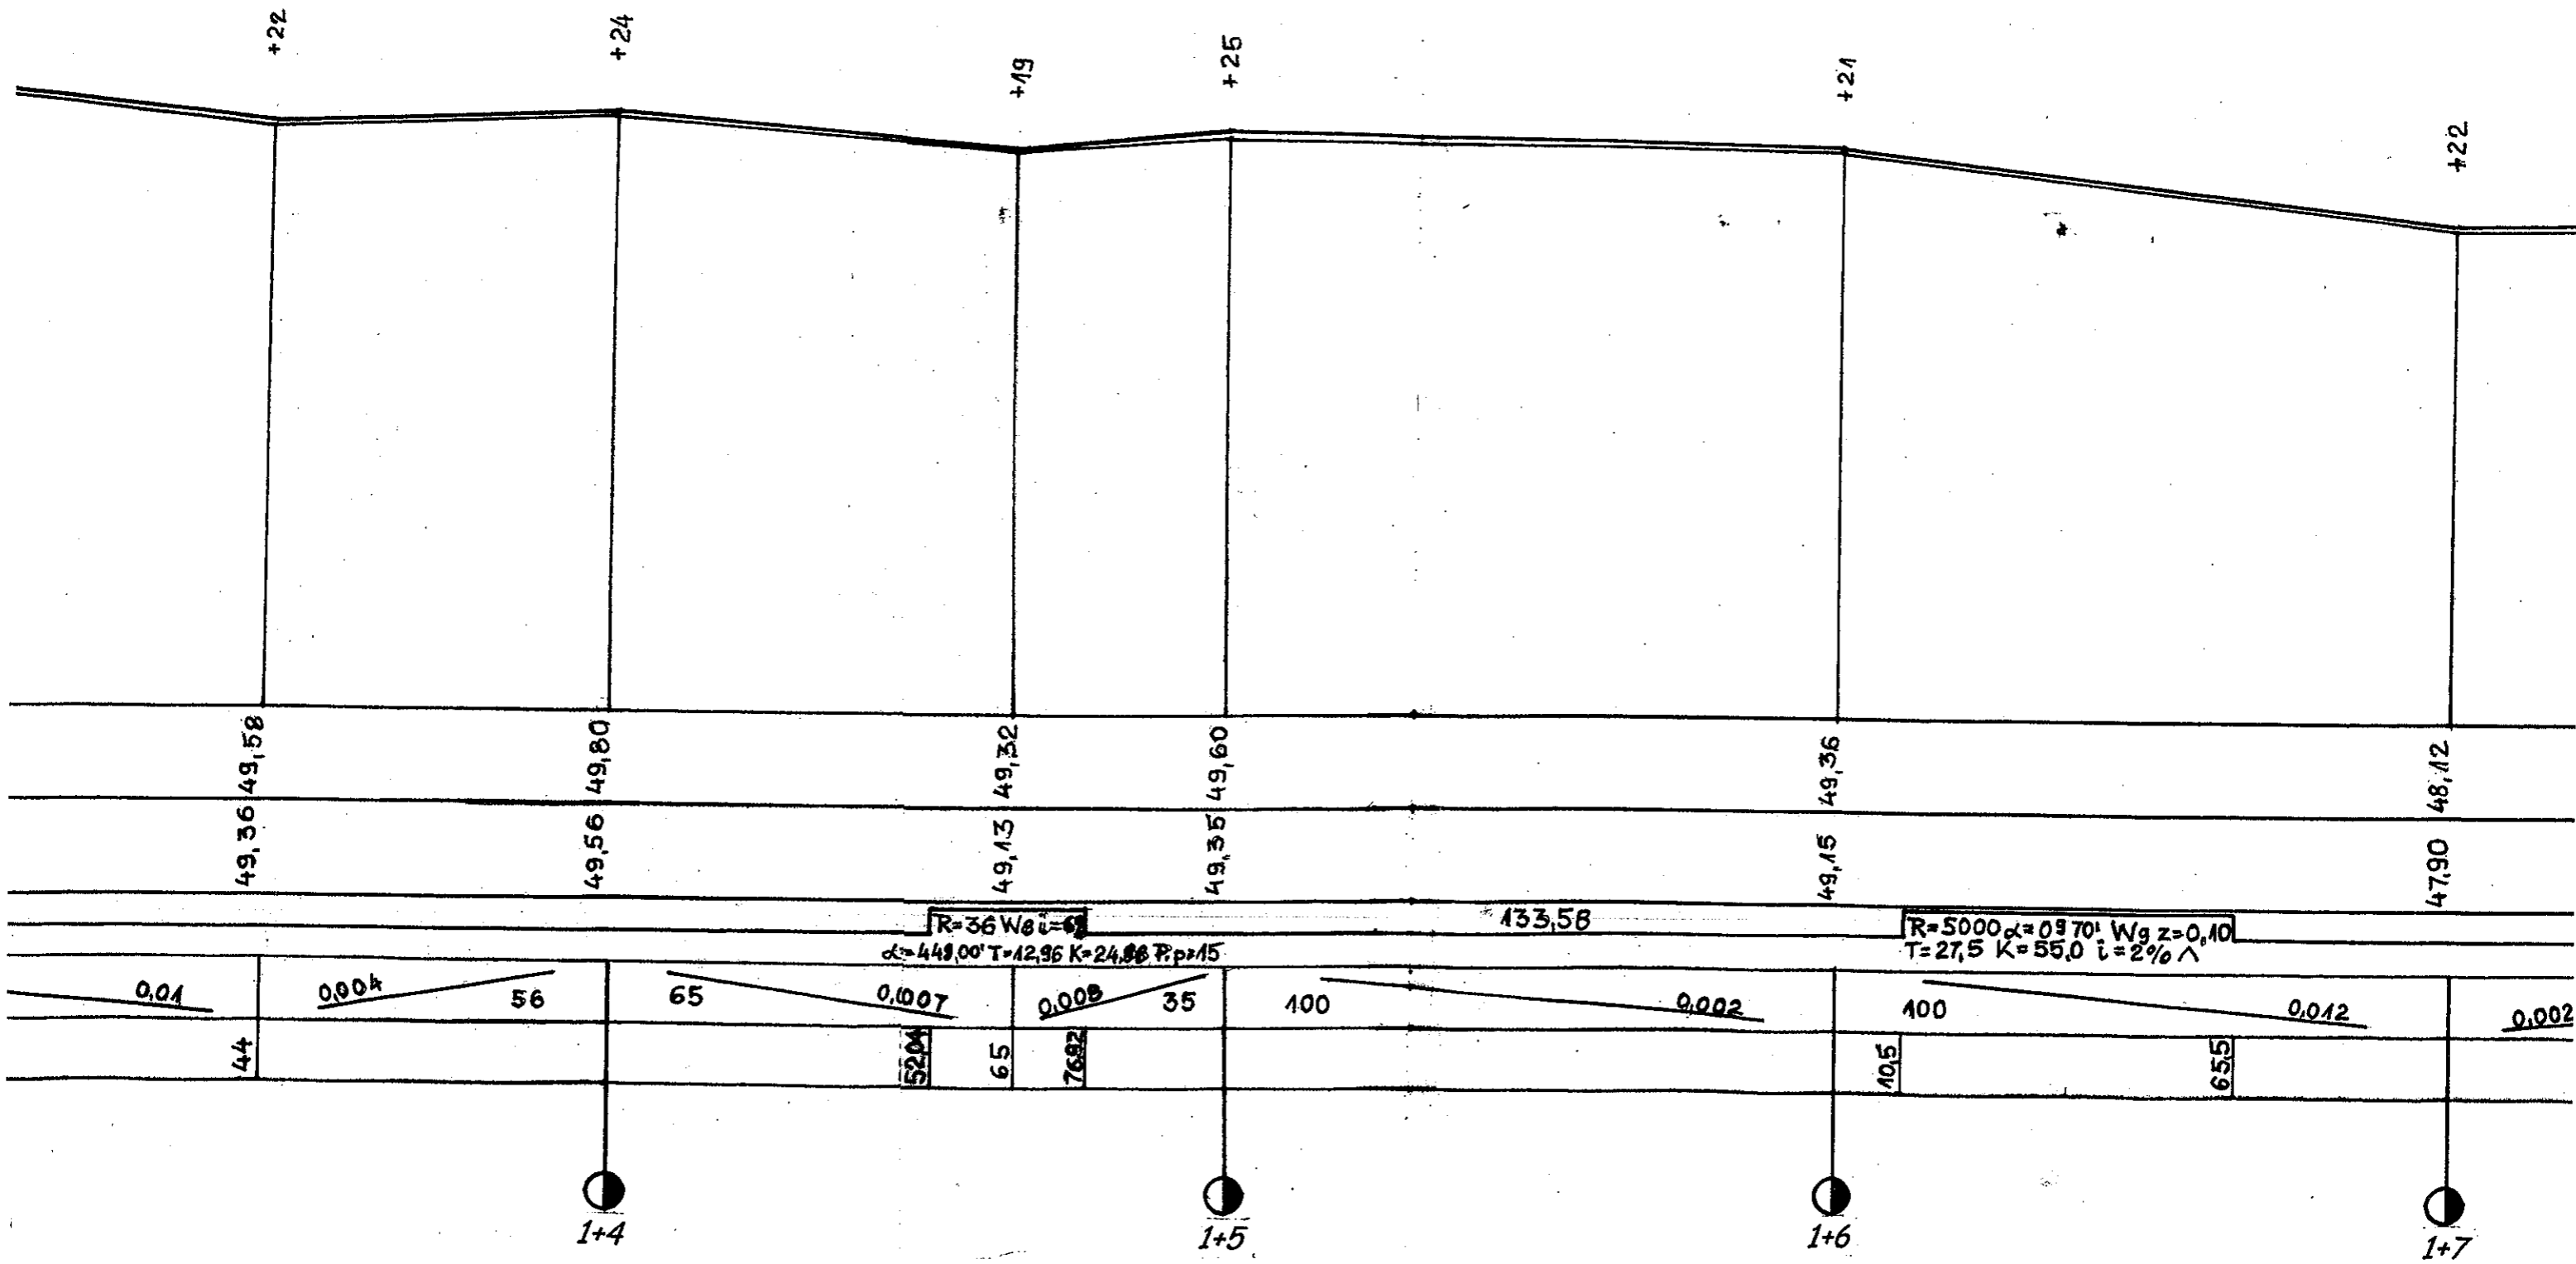 +22 +24 +19 +25 +21 +22
49,58 49,80 49,32 49,60 49,36 48,12
49,36 49,56 49,13 49,35 49,15 47,90
R=36 133,58 R=5000 Wg z=0,10
T=12,96 T=27,5 K=55,0 i=2% Λ
0,01 0,004 56 65 0,007 0,008 35 100 0,002 100 0,012 0,002
44 52,04 65 76,92 10,5 65,5
1+4 1+5 1+6 1+7